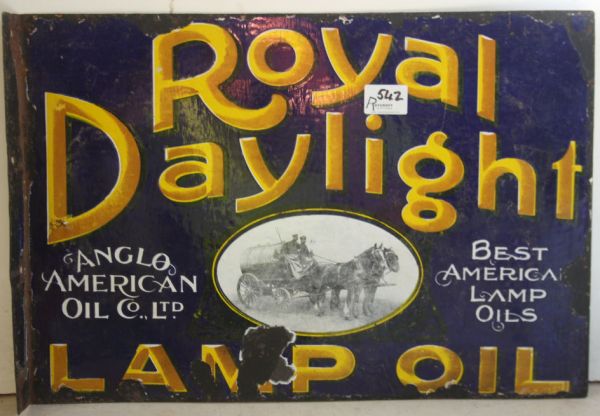 Royal
542
Daylight
ANGLO
AMERICAN
OIL CO., LTD.
BEST
AMERICA
LAMP
OILS
LAMP OIL